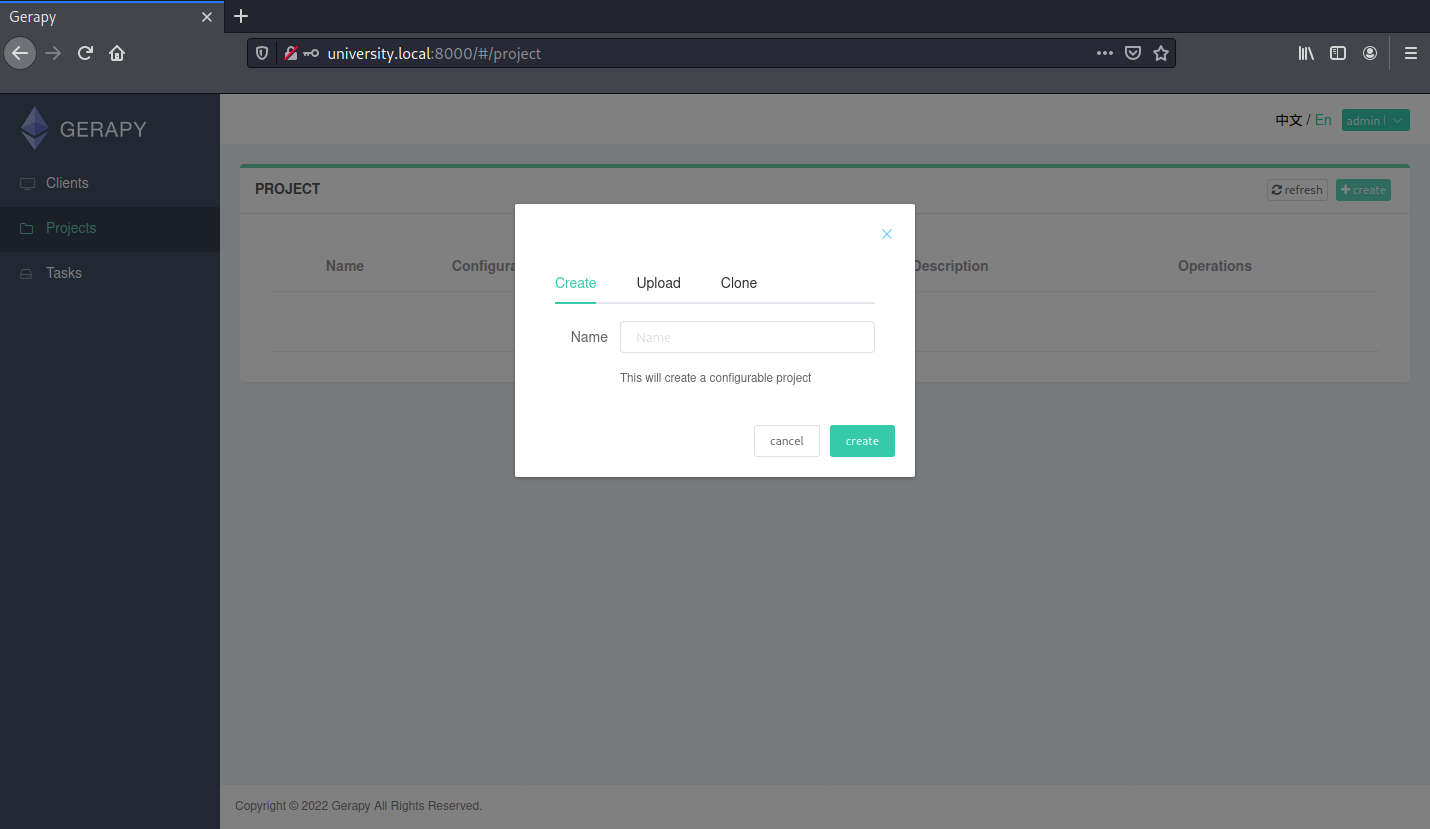 Gerapy
university.local:8000/#/project
GERAPY
中文 / En admin
Clients
Projects
Tasks
PROJECT
refresh create
Name Configura Description Operations
Create Upload Clone
Name Name
This will create a configurable project
cancel create
Copyright © 2022 Gerapy All Rights Reserved.